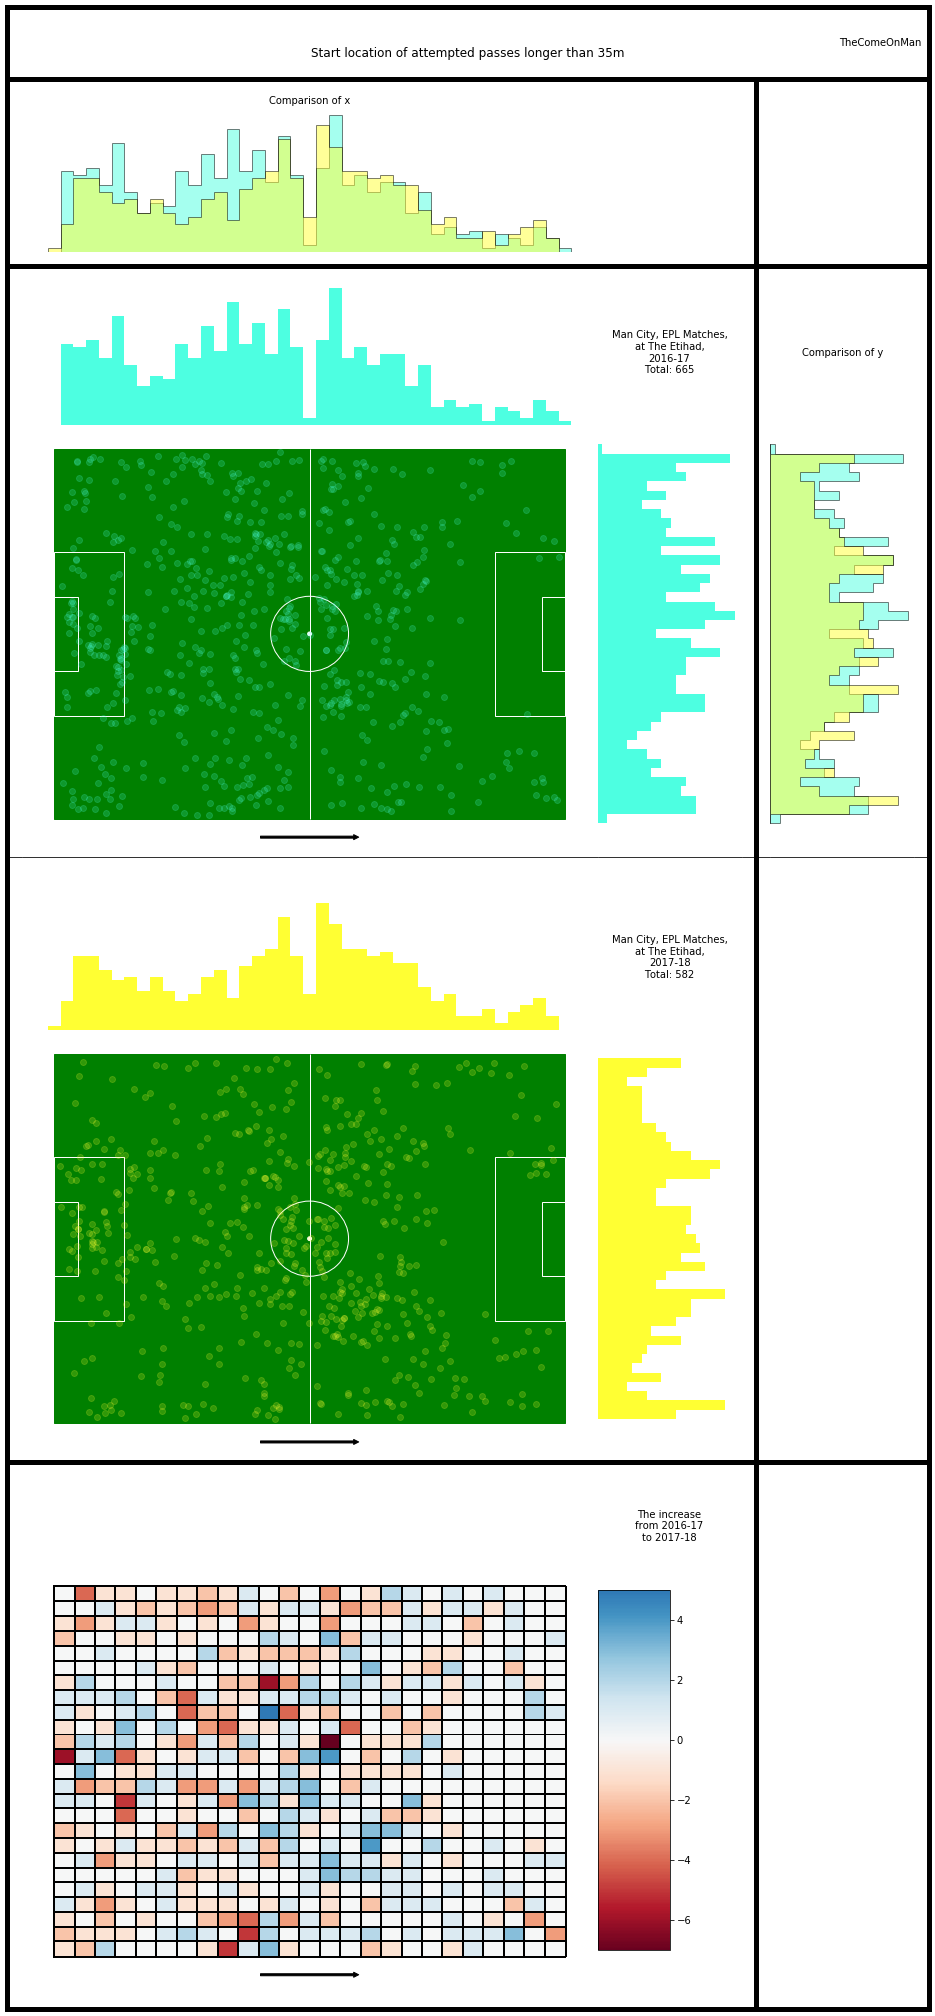 TheComeOnMan
Start location of attempted passes longer than 35m
Comparison of x
Man City, EPL Matches,
at The Etihad,
2016-17
Total: 665
Comparison of y
Man City, EPL Matches,
at The Etihad,
2017-18
Total: 582
The increase
from 2016-17
to 2017-18
4
2
0
−2
−4
−6